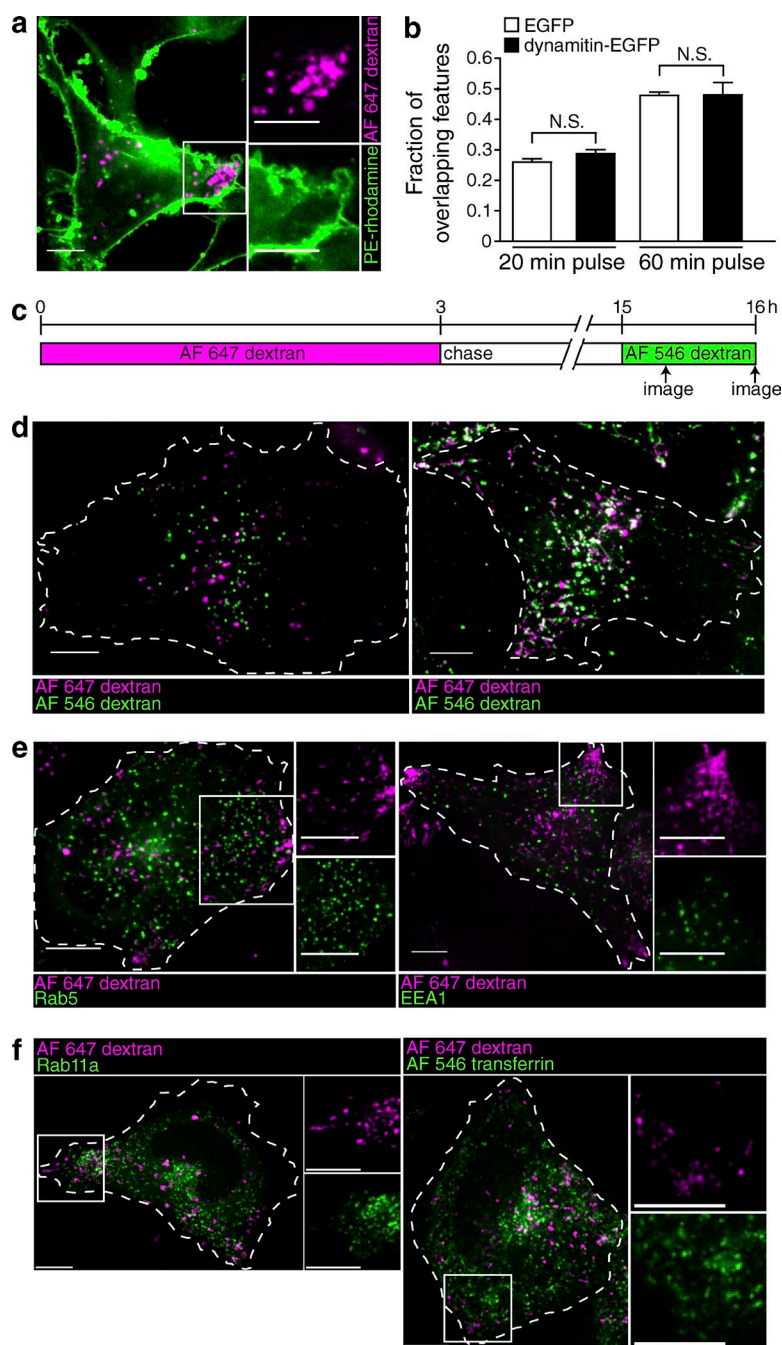 a
AF 647 dextran
PE-rhodamine
b
EGFP
dynamitin-EGFP
Fraction of
overlapping features
0.6
0.5
0.4
0.3
0.2
0.1
0
N.S.
N.S.
20 min pulse
60 min pulse
c
0
3
15
16 h
AF 647 dextran
chase
AF 546 dextran
image
image
d
AF 647 dextran
AF 546 dextran
AF 647 dextran
AF 546 dextran
e
AF 647 dextran
Rab5
AF 647 dextran
EEA1
f
AF 647 dextran
Rab11a
AF 647 dextran
AF 546 transferrin